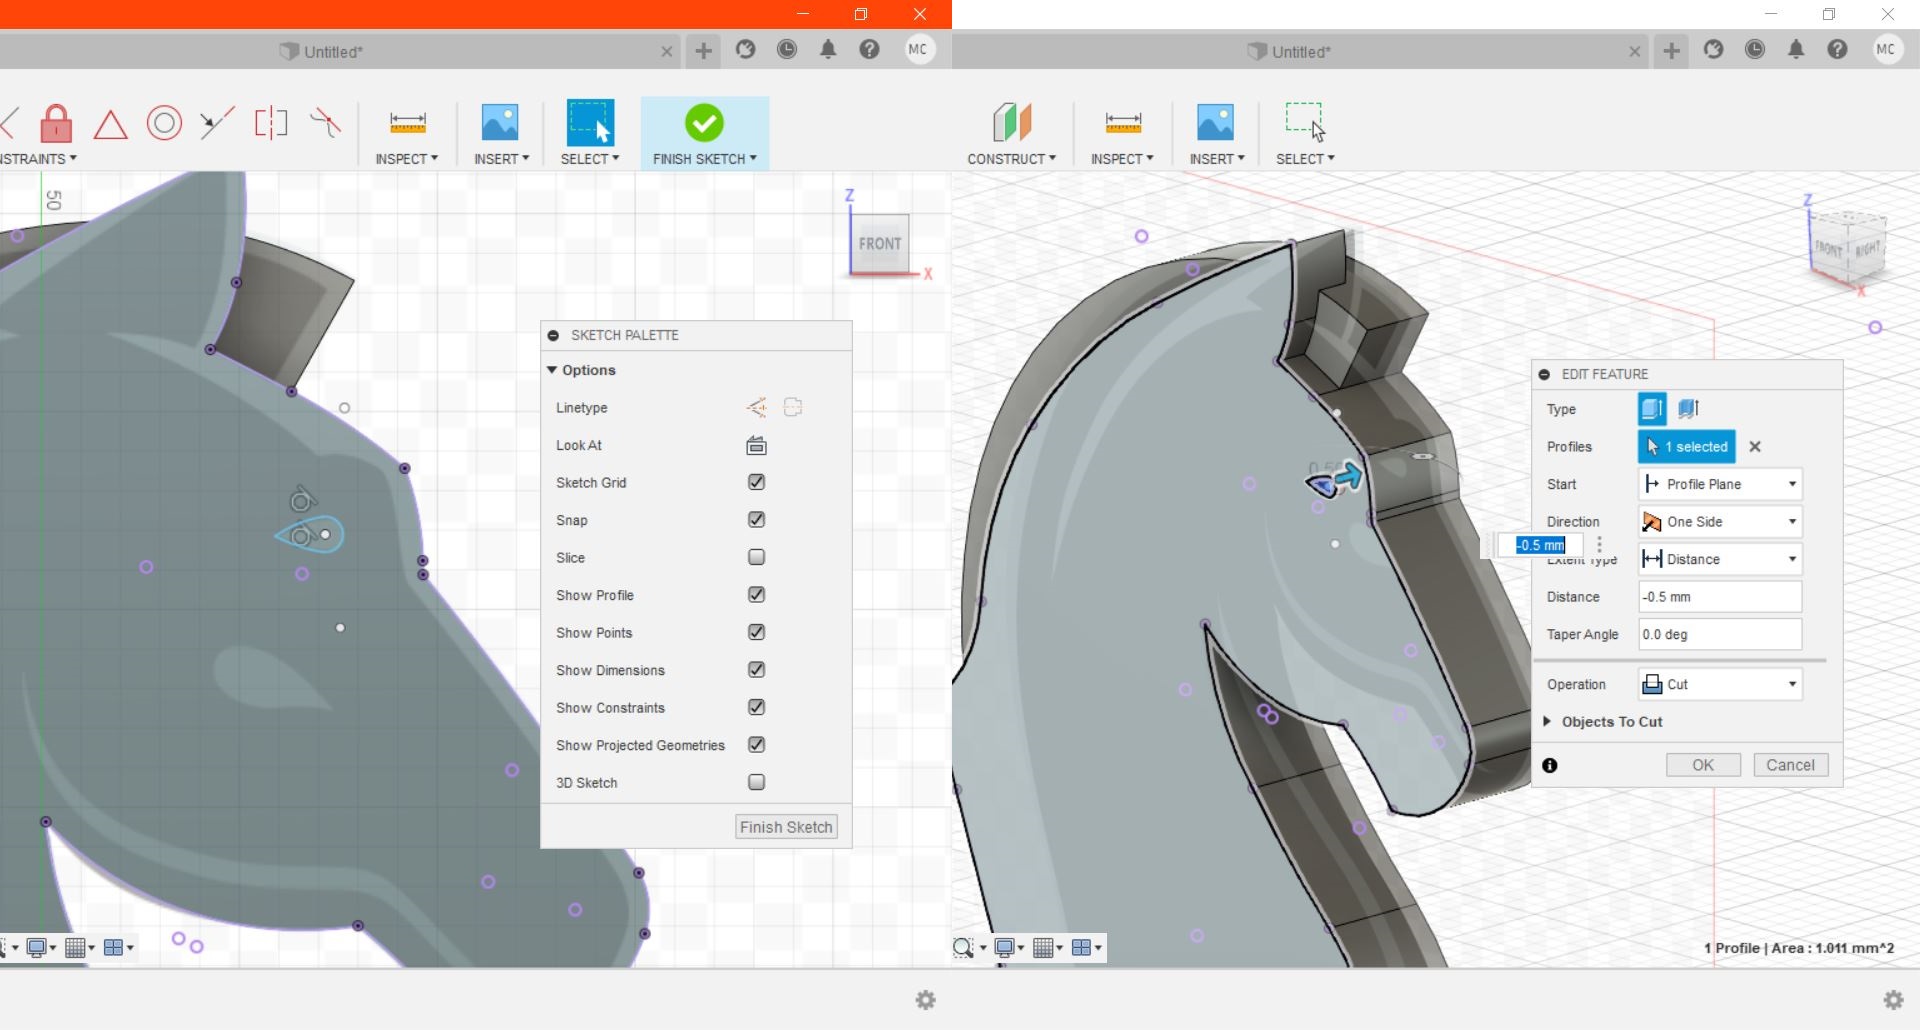 Untitled*
MC
NSTRAINTS
INSPECT
INSERT
SELECT
FINISH SKETCH
50
Z
FRONT
X
SKETCH PALETTE
Options
Linetype
Look At
Sketch Grid
Snap
Slice
Show Profile
Show Points
Show Dimensions
Show Constraints
Show Projected Geometries
3D Sketch
Finish Sketch
Untitled*
MC
CONSTRUCT
INSPECT
INSERT
SELECT
Z
FRONT
RIGHT
X
EDIT FEATURE
Type
Profiles 1 selected
Start Profile Plane
Direction One Side
-0.5 mm
Extent Type Distance
Distance -0.5 mm
Taper Angle 0.0 deg
Operation Cut
Objects To Cut
OK Cancel
1 Profile | Area : 1.011 mm^2